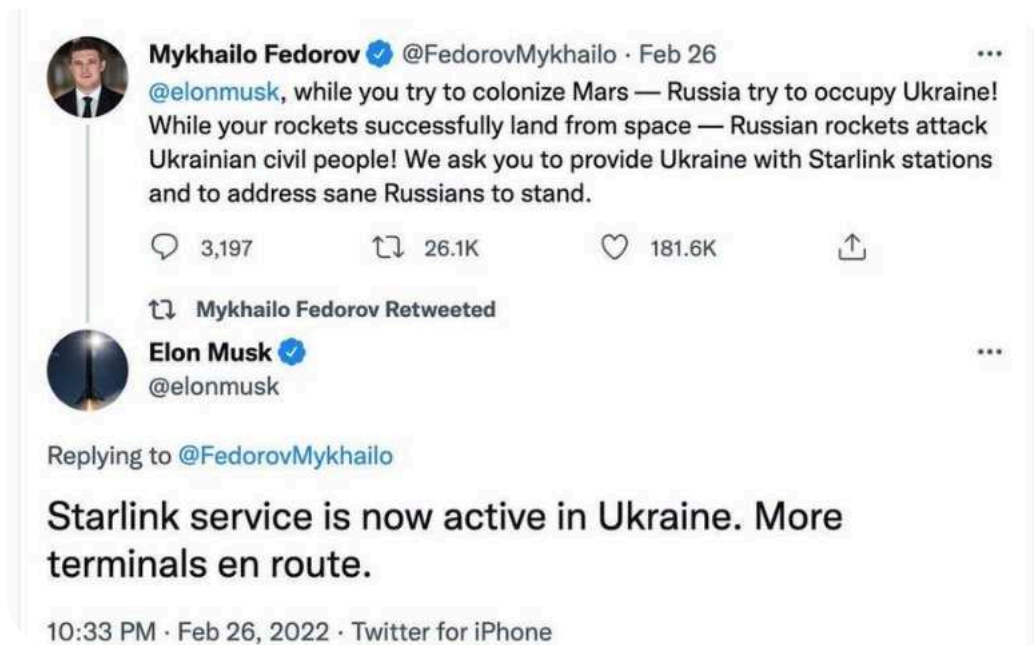 Mykhailo Fedorov @FedorovMykhailo · Feb 26
@elonmusk, while you try to colonize Mars — Russia try to occupy Ukraine!
While your rockets successfully land from space — Russian rockets attack
Ukrainian civil people! We ask you to provide Ukraine with Starlink stations
and to address sane Russians to stand.
3,197 26.1K 181.6K
Mykhailo Fedorov Retweeted
Elon Musk
@elonmusk
Replying to @FedorovMykhailo
Starlink service is now active in Ukraine. More
terminals en route.
10:33 PM · Feb 26, 2022 · Twitter for iPhone